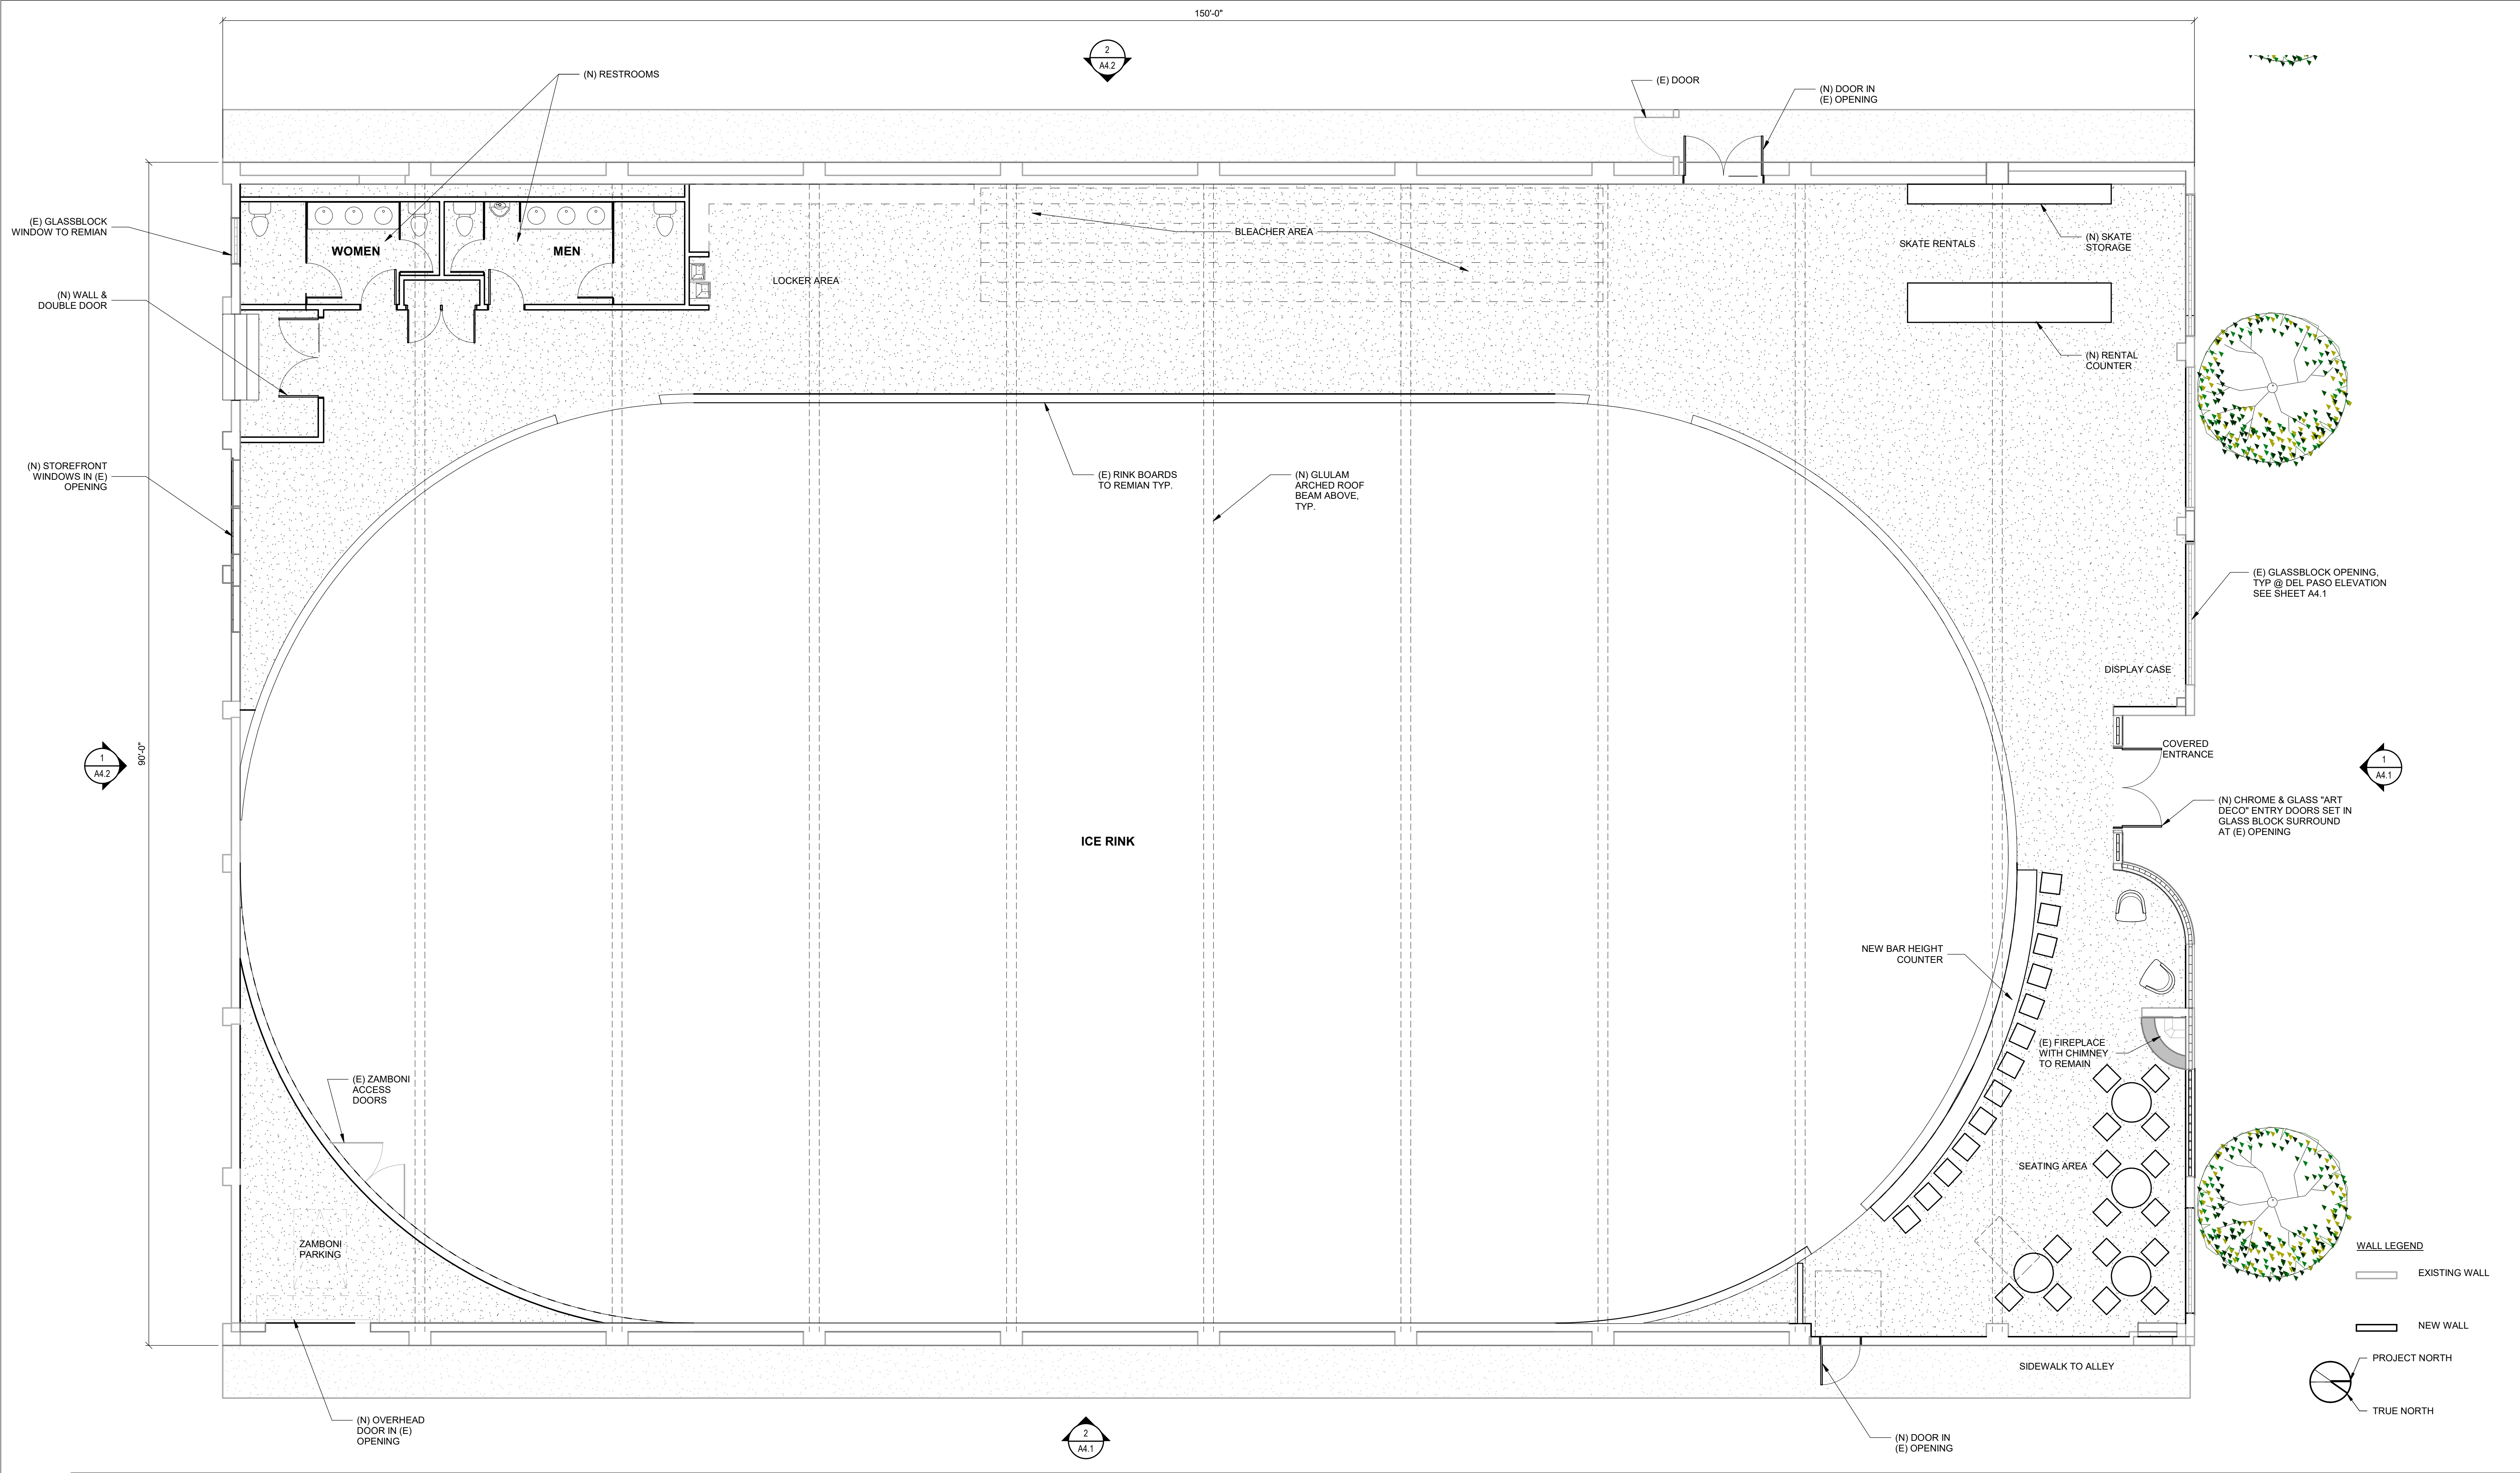 150'-0"
2
A4.2
(N) RESTROOMS
(E) DOOR
(N) DOOR IN
(E) OPENING
(E) GLASSBLOCK
WINDOW TO REMIAN
WOMEN
MEN
BLEACHER AREA
SKATE RENTALS
(N) SKATE
STORAGE
LOCKER AREA
(N) WALL &
DOUBLE DOOR
(N) RENTAL
COUNTER
(N) STOREFRONT
WINDOWS IN (E)
OPENING
(E) RINK BOARDS
TO REMIAN TYP.
(N) GLULAM
ARCHED ROOF
BEAM ABOVE,
TYP.
(E) GLASSBLOCK OPENING,
TYP @ DEL PASO ELEVATION
SEE SHEET A4.1
DISPLAY CASE
1
A4.2
90'-0"
COVERED
ENTRANCE
1
A4.1
(N) CHROME & GLASS "ART
DECO" ENTRY DOORS SET IN
GLASS BLOCK SURROUND
AT (E) OPENING
ICE RINK
NEW BAR HEIGHT
COUNTER
(E) FIREPLACE
WITH CHIMNEY
TO REMAIN
(E) ZAMBONI
ACCESS
DOORS
SEATING AREA
ZAMBONI
PARKING
WALL LEGEND
EXISTING WALL
NEW WALL
PROJECT NORTH
TRUE NORTH
SIDEWALK TO ALLEY
(N) OVERHEAD
DOOR IN (E)
OPENING
2
A4.1
(N) DOOR IN
(E) OPENING